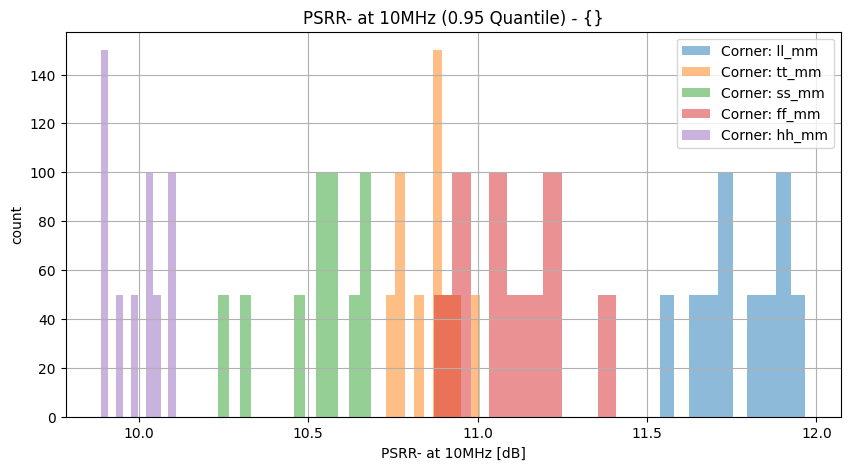 PSRR- at 10MHz (0.95 Quantile) - {}
Corner: ll_mm
Corner: tt_mm
Corner: ss_mm
Corner: ff_mm
Corner: hh_mm
count
140
120
100
80
60
40
20
0
10.0 10.5 11.0 11.5 12.0
PSRR- at 10MHz [dB]